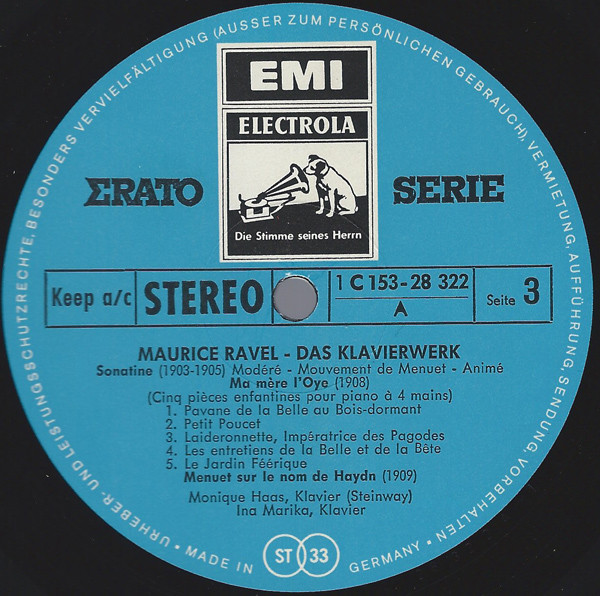 EMI
ELECTROLA
Die Stimme seines Herrn
ERATO SERIE
Keep a/c STEREO 1 C 153-28 322 A Seite 3
MAURICE RAVEL - DAS KLAVIERWERK
Sonatine (1903-1905) Modéré - Mouvement de Menuet - Animé
Ma mère l'Oye (1908)
(Cinq pièces enfantines pour piano à 4 mains)
1. Pavane de la Belle au Bois-dormant
2. Petit Poucet
3. Laideronnette, Impératrice des Pagodes
4. Les entretiens de la Belle et de la Bête
5. Le Jardin Féérique
Menuet sur le nom de Haydn (1909)
Monique Haas, Klavier (Steinway)
Ina Marika, Klavier
ST 33
URHEBER- UND LEISTUNGSSCHUTZRECHTE, BESONDERS VERVIELFÄLTIGUNG (AUSSER ZUM PERSÖNLICHEN GEBRAUCH), VERMIETUNG, AUFFÜHRUNG, SENDUNG, VORBEHALTEN • MADE IN GERMANY •